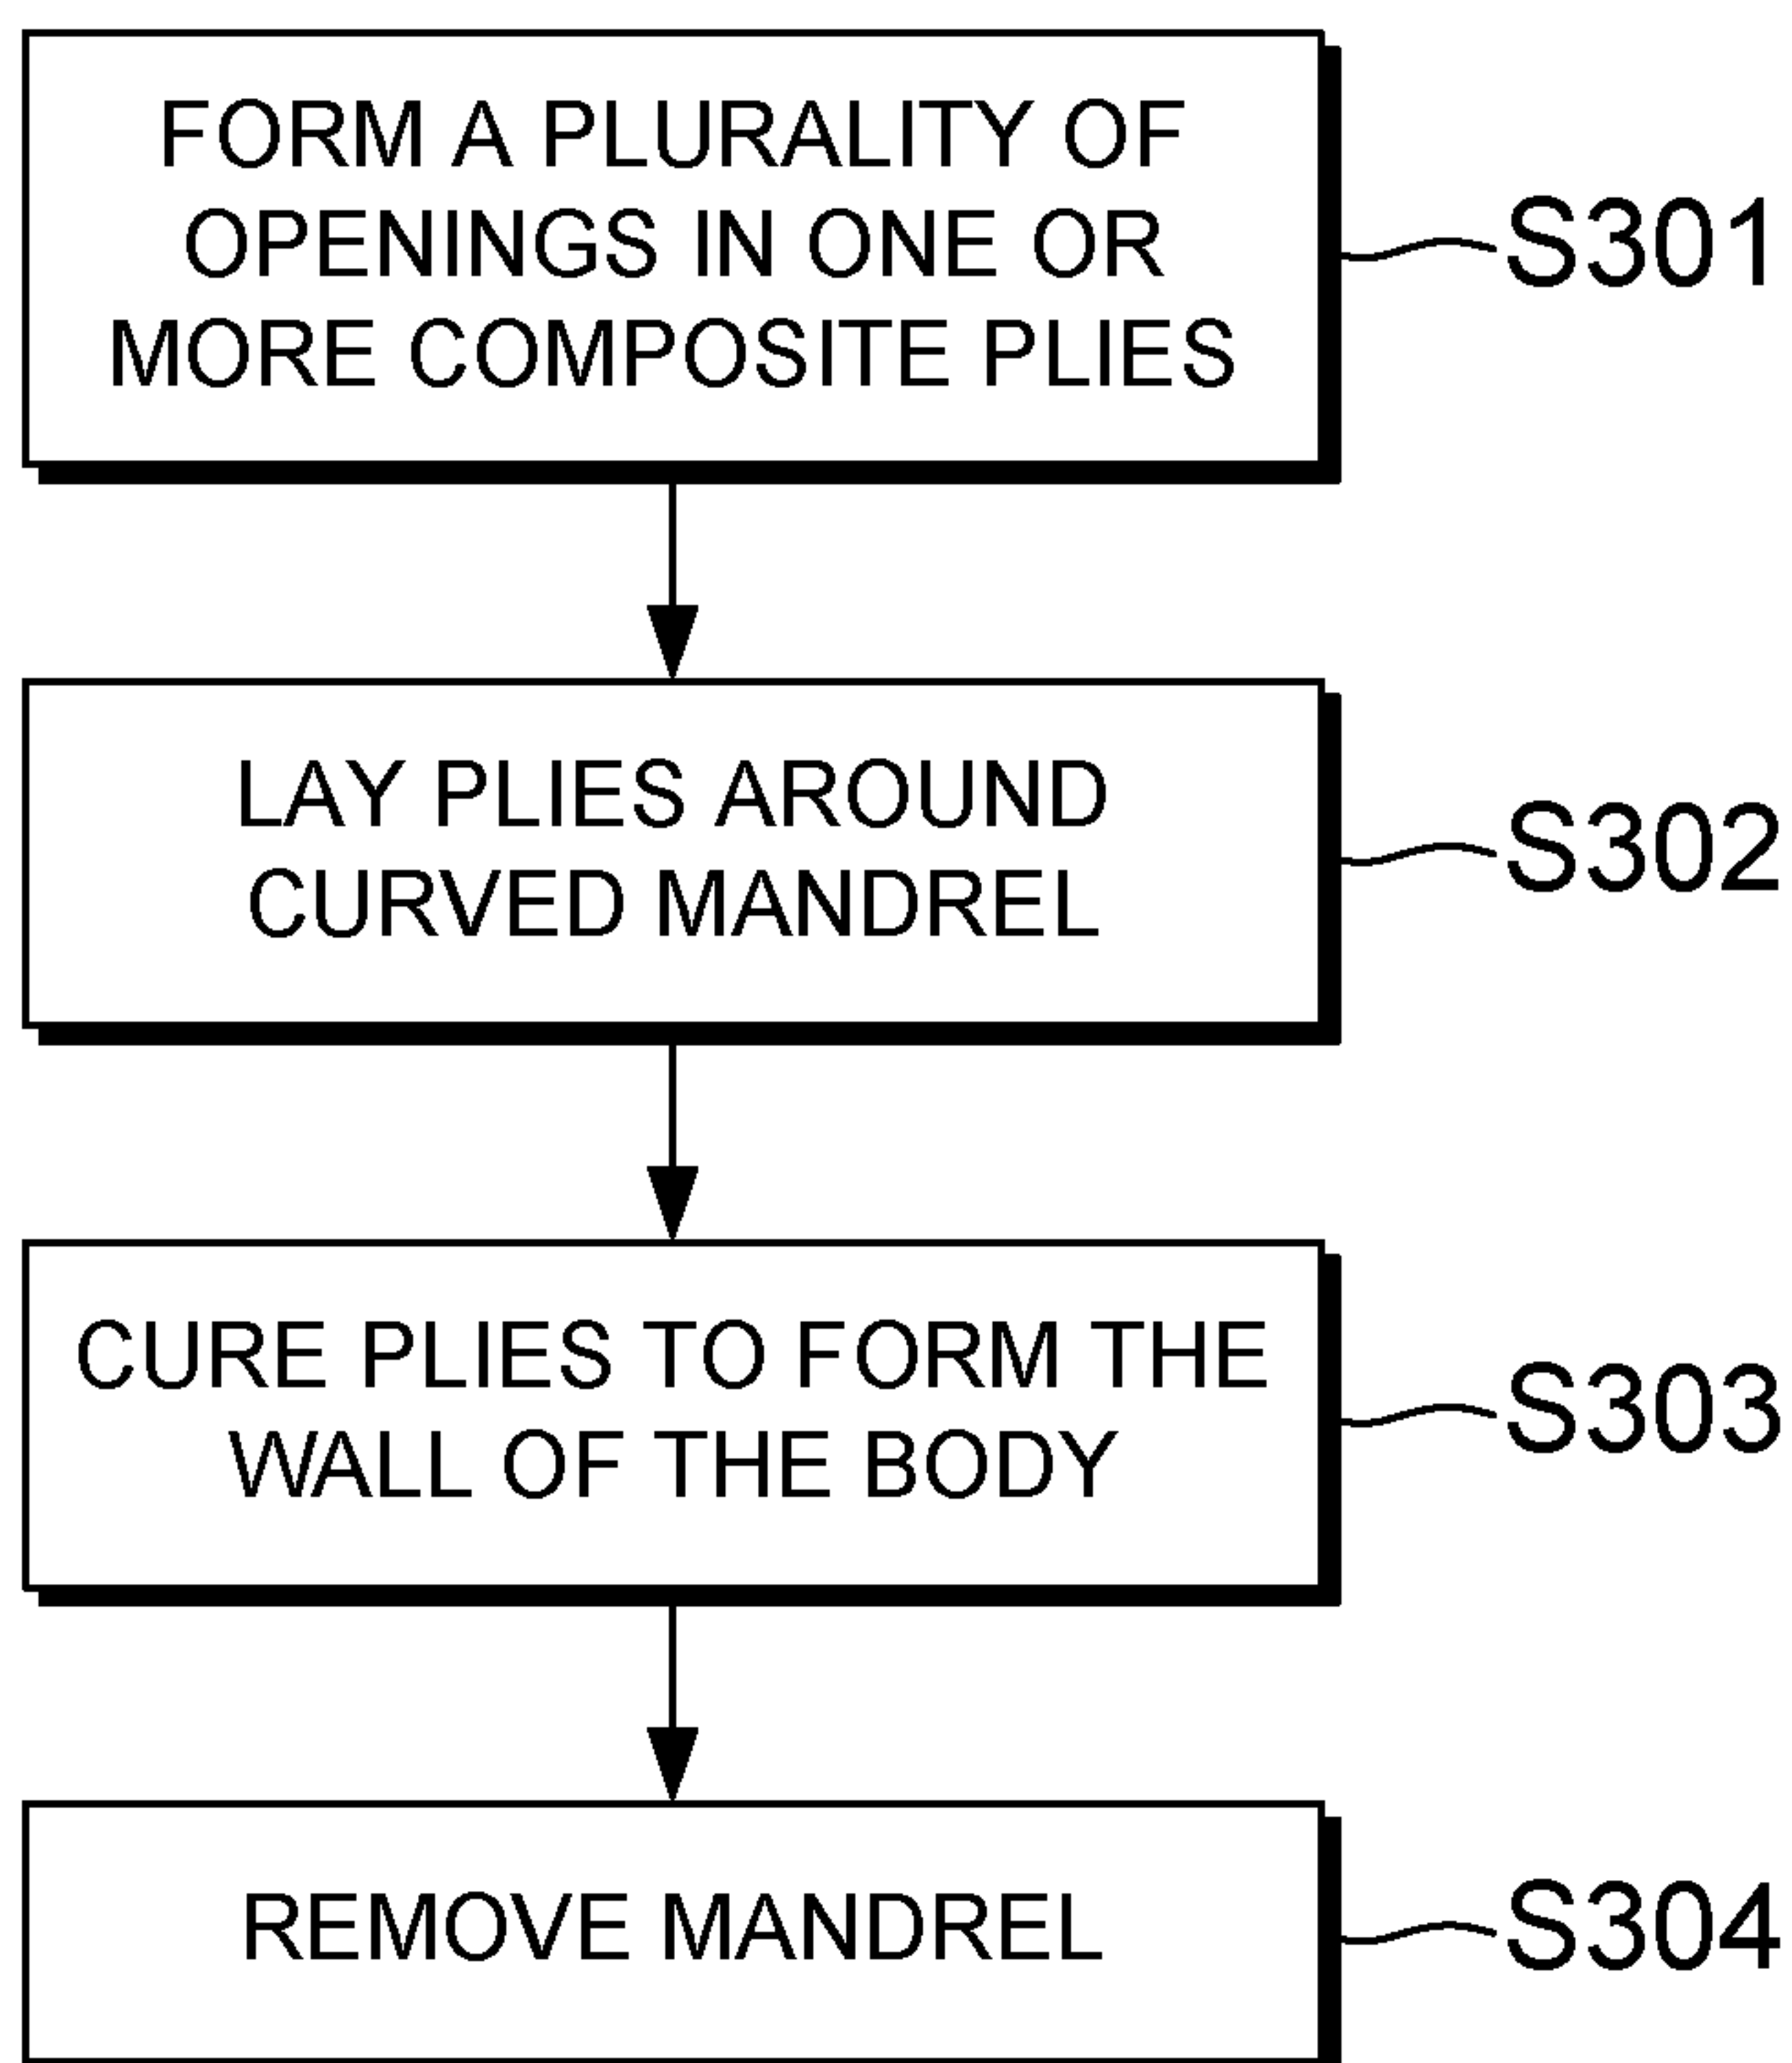 FORM A PLURALITY OF
OPENINGS IN ONE OR
MORE COMPOSITE PLIES
S301
LAY PLIES AROUND
CURVED MANDREL
S302
CURE PLIES TO FORM THE
WALL OF THE BODY
S303
REMOVE MANDREL
S304